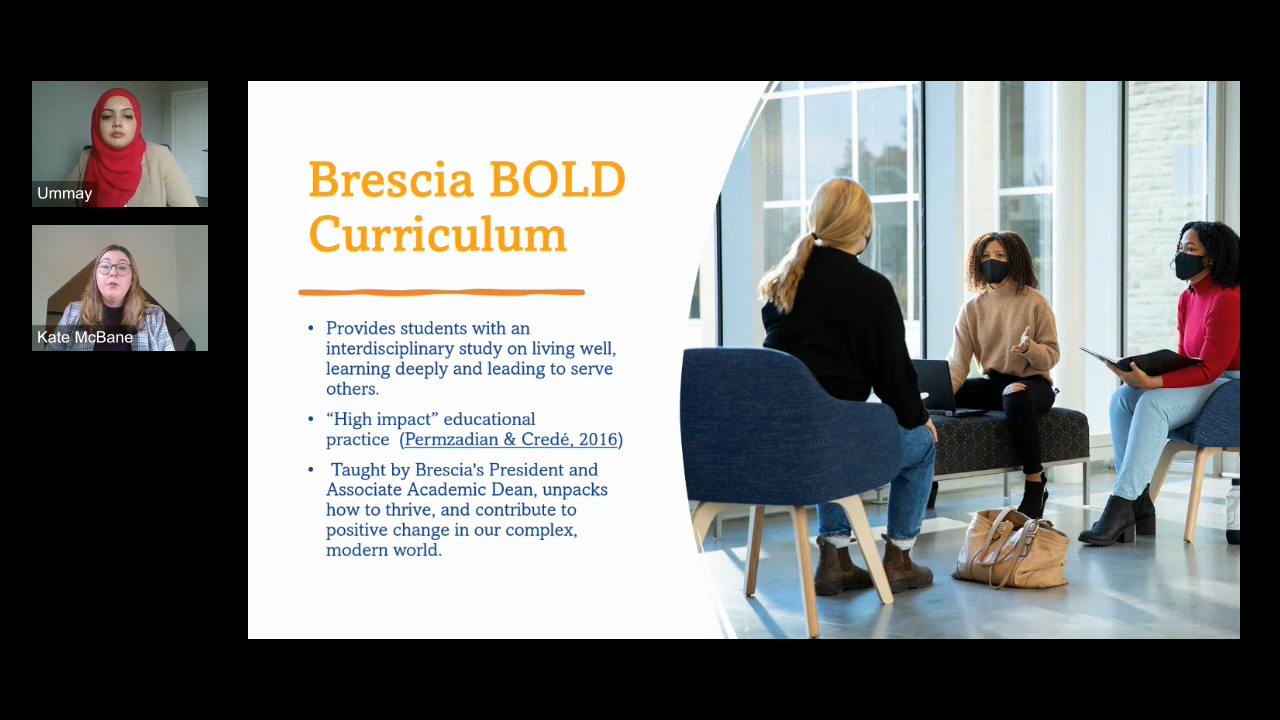 Ummay
Kate McBane
Brescia BOLD
Curriculum
• Provides students with an
interdisciplinary study on living well,
learning deeply and leading to serve
others.
• “High impact” educational
practice  (Permzadian & Credé, 2016)
•  Taught by Brescia's President and
Associate Academic Dean, unpacks
how to thrive, and contribute to
positive change in our complex,
modern world.